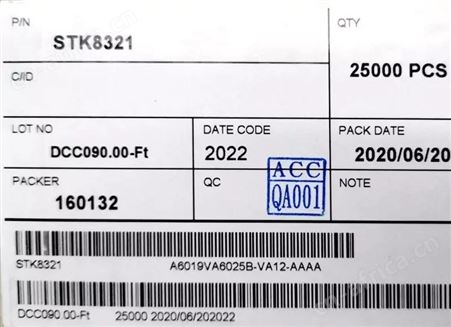 P/N
STK8321
QTY
25000 PCS
C/ID
LOT NO
DCC090.00-Ft
DATE CODE
2022
PACK DATE
2020/06/20
PACKER
160132
QC
ACC
QA001
NOTE
STK8321 A6019VA6025B-VA12-AAAA
DCC090.00-Ft 25000 2020/06/202022